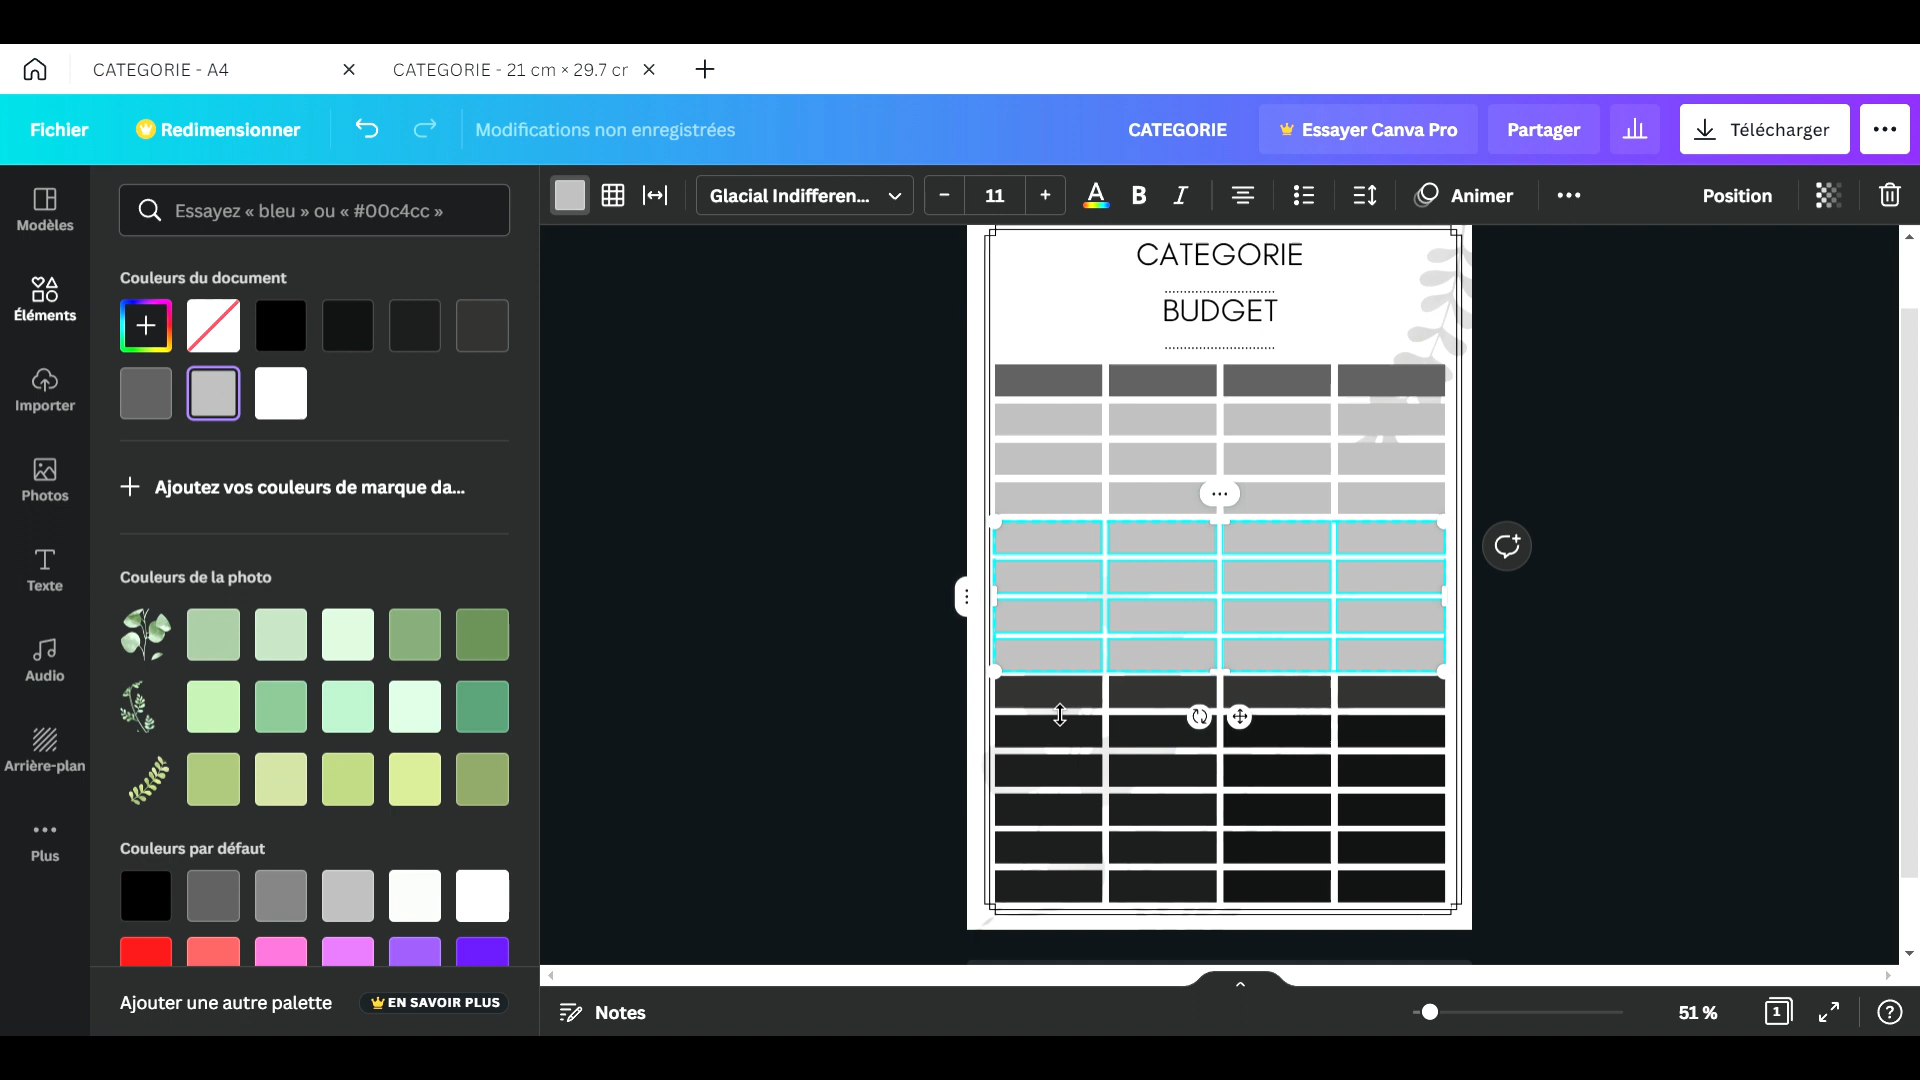 CATEGORIE - A4
CATEGORIE - 21 cm × 29.7 cr
Fichier
Redimensionner
Modifications non enregistrées
CATEGORIE
Essayer Canva Pro
Partager
Télécharger
Essayez « bleu » ou « #00c4cc »
Glacial Indifferen...
11
B
I
Animer
Position
Modèles
Éléments
Importer
Photos
Texte
Audio
Arrière-plan
Plus
Couleurs du document
Ajoutez vos couleurs de marque da...
Couleurs de la photo
Couleurs par défaut
Ajouter une autre palette
EN SAVOIR PLUS
CATEGORIE
BUDGET
Notes
51 %
1